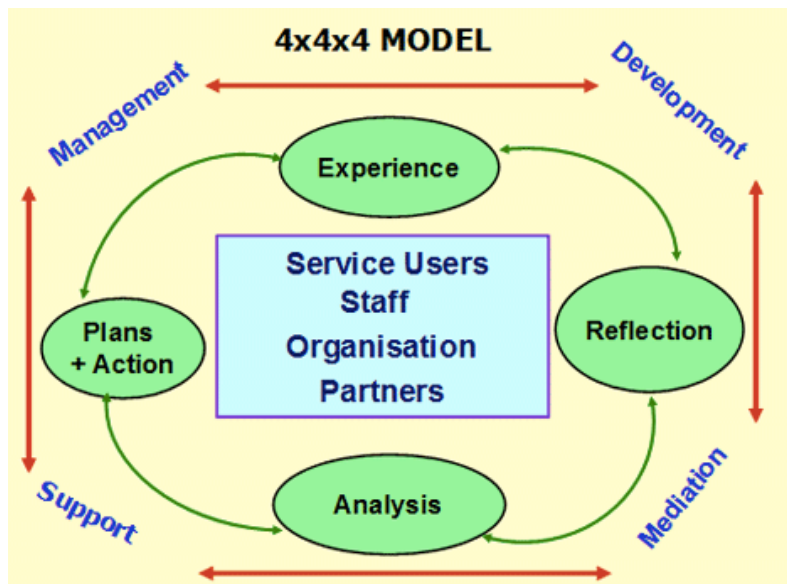 4x4x4 MODEL
Management
Development
Experience
Service Users
Staff
Organisation
Partners
Plans
+ Action
Reflection
Analysis
Support
Mediation